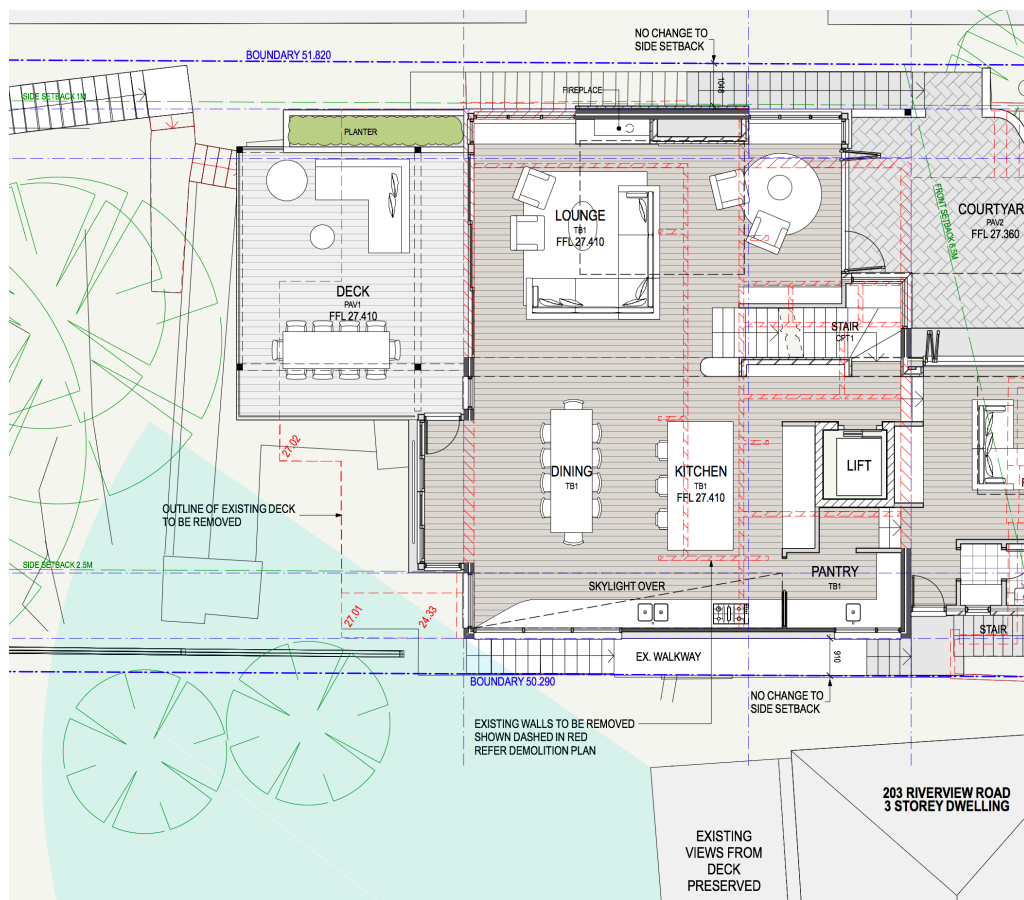 NO CHANGE TO
SIDE SETBACK
BOUNDARY 51.820
1048
SIDE SETBACK 1M
FIREPLACE
PLANTER
LOUNGE
TB1
FFL 27.410
COURTYAR
PAV2
FFL 27.360
FRONT SETBACK 6.5M
DECK
PAV1
FFL 27.410
STAIR
CPT1
27.02
DINING
TB1
KITCHEN
TB1
FFL 27.410
LIFT
OUTLINE OF EXISTING DECK
TO BE REMOVED
SIDE SETBACK 2.5M
SKYLIGHT OVER
PANTRY
TB1
27.01
24.33
STAIR
EX. WALKWAY
910
BOUNDARY 50.290
NO CHANGE TO
SIDE SETBACK
EXISTING WALLS TO BE REMOVED
SHOWN DASHED IN RED
REFER DEMOLITION PLAN
203 RIVERVIEW ROAD
3 STOREY DWELLING
EXISTING
VIEWS FROM
DECK
PRESERVED